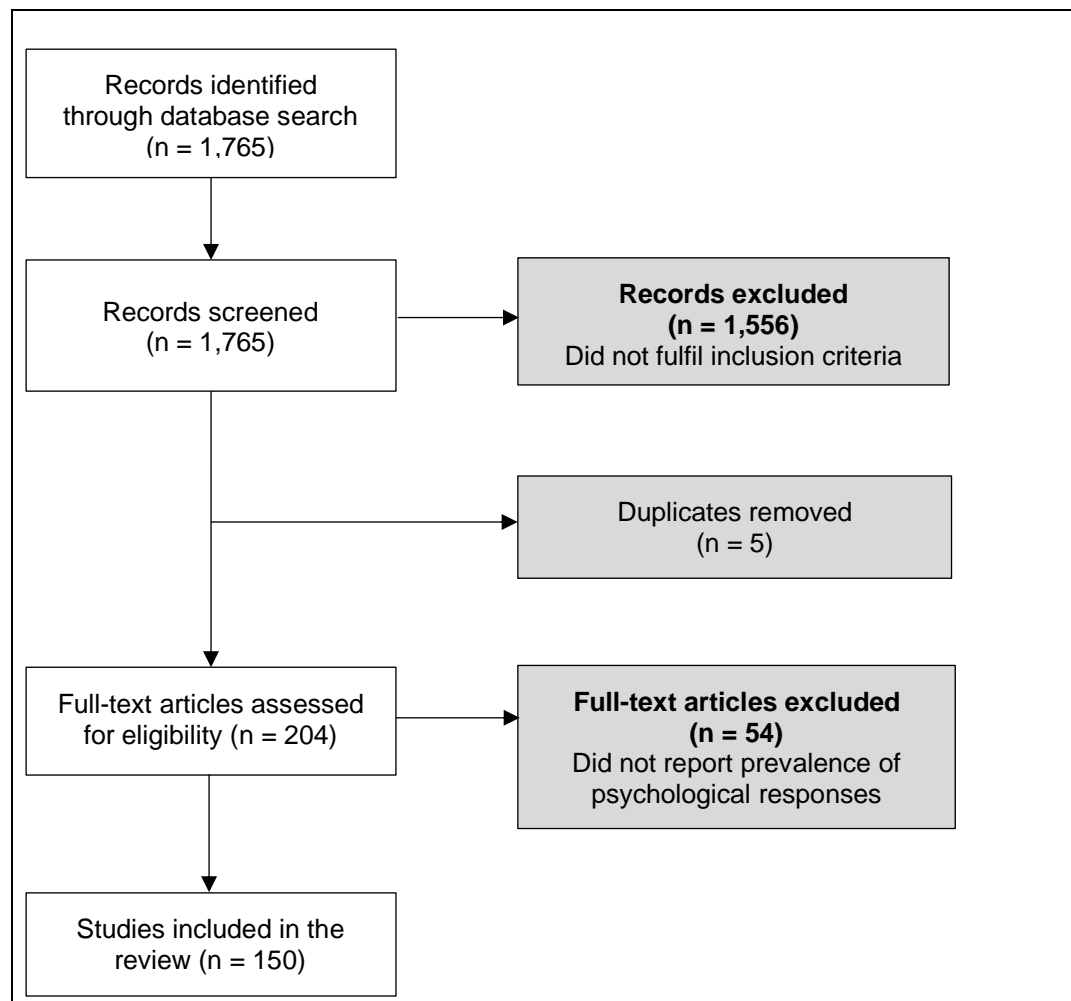 Records identified
through database search
(n = 1,765)
Records screened
(n = 1,765)
Records excluded
(n = 1,556)
Did not fulfil inclusion criteria
Duplicates removed
(n = 5)
Full-text articles assessed
for eligibility (n = 204)
Full-text articles excluded
(n = 54)
Did not report prevalence of
psychological responses
Studies included in the
review (n = 150)